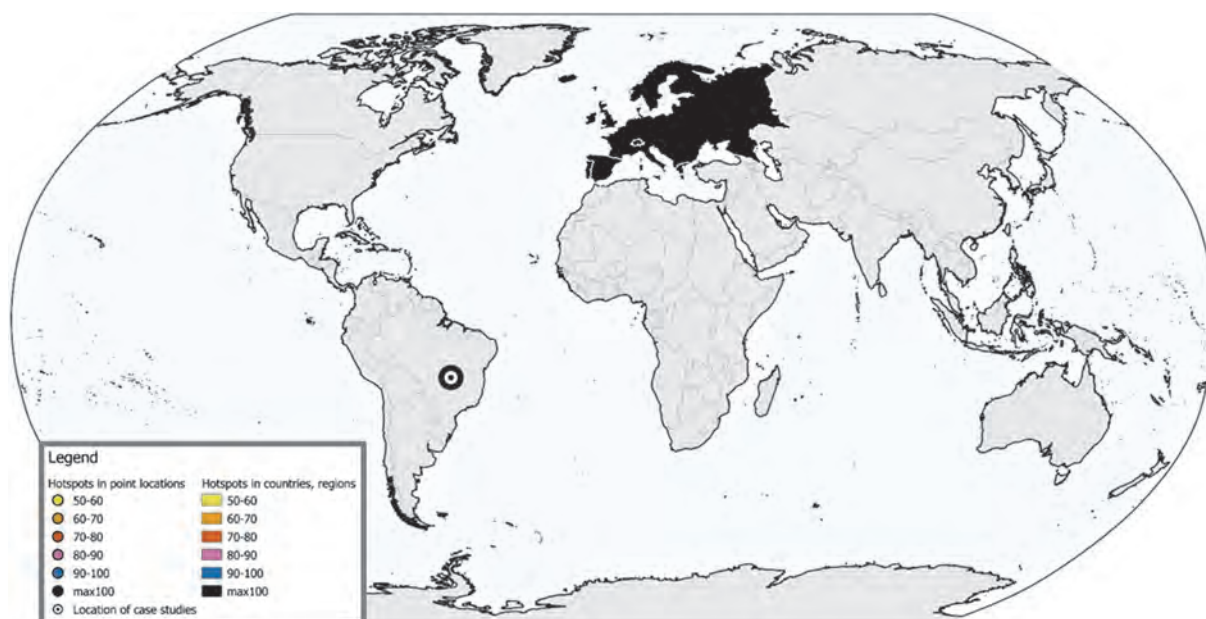 Legend
Hotspots in point locations
50-60
60-70
70-80
80-90
90-100
max100
Location of case studies
Hotspots in countries, regions
50-60
60-70
70-80
80-90
90-100
max100